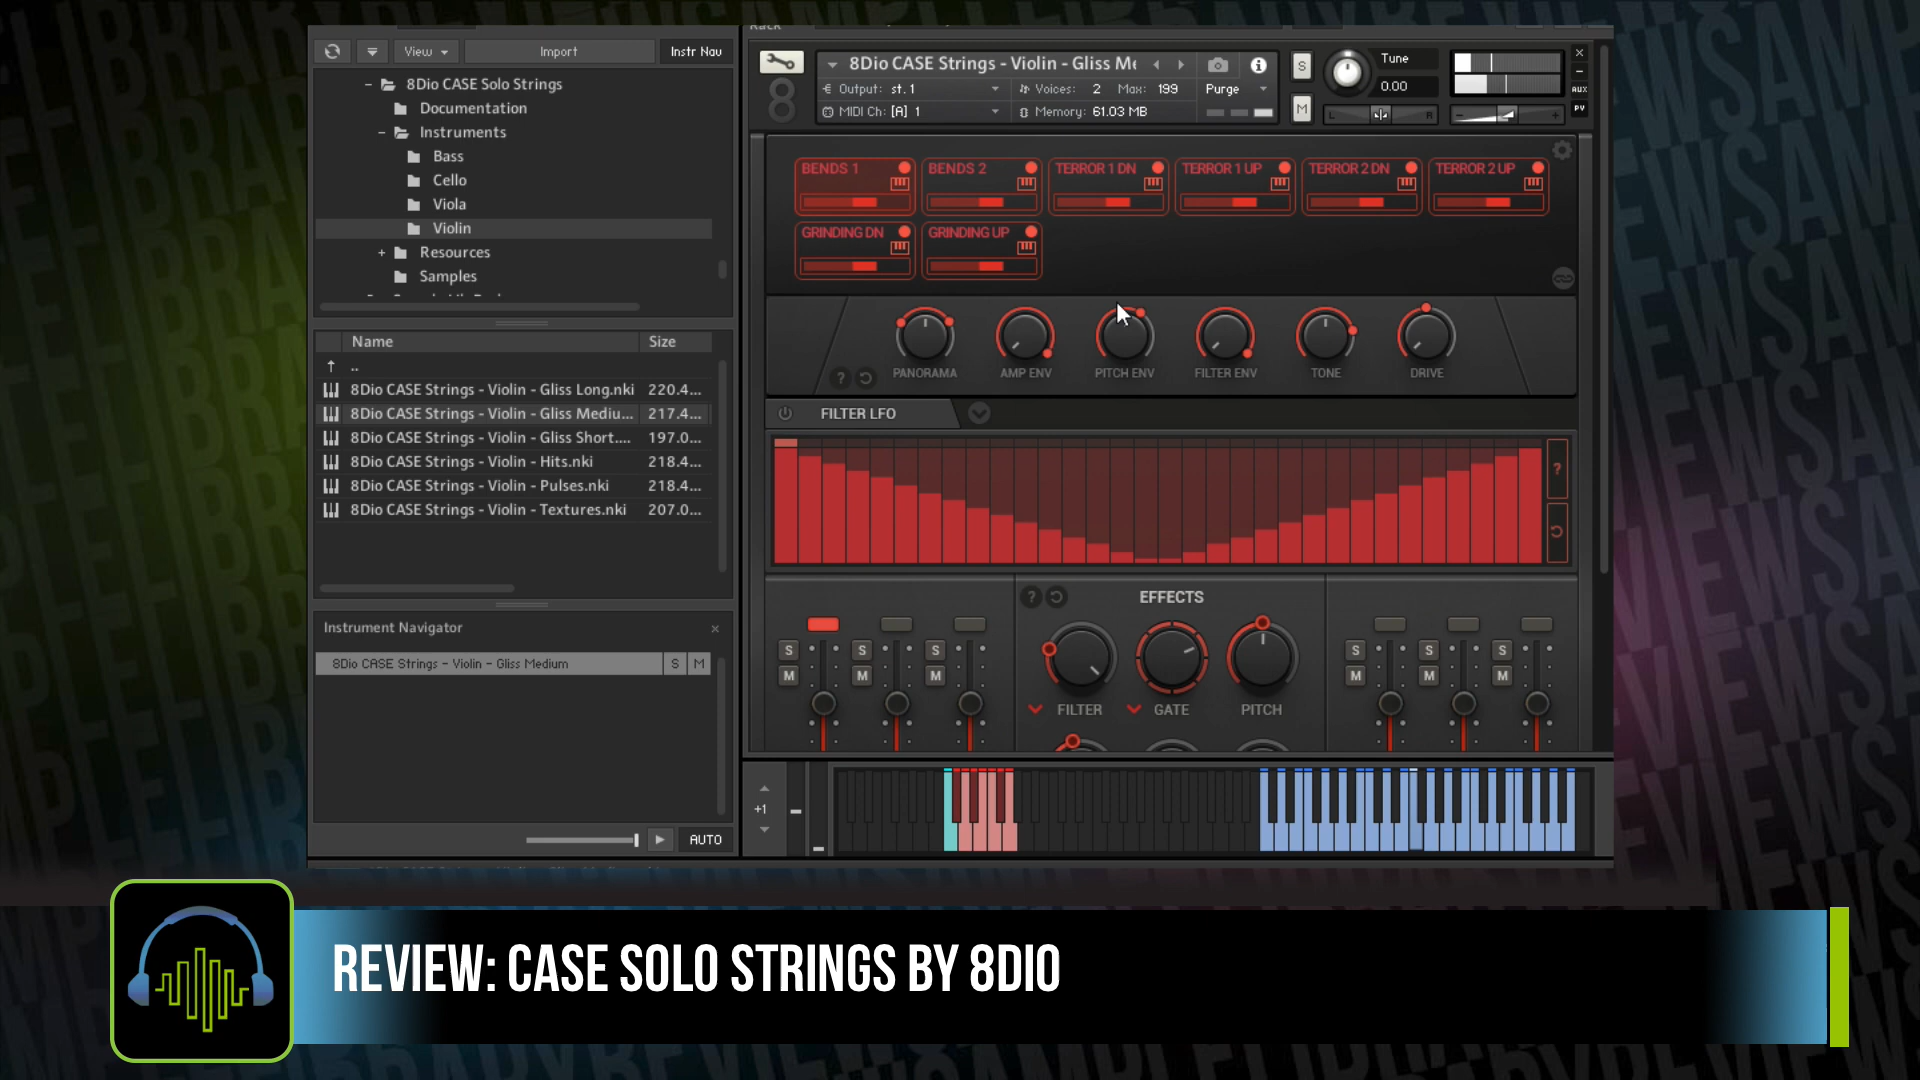 View
Import
Instr Nav
8Dio CASE Solo Strings
Documentation
Instruments
Bass
Cello
Viola
Violin
Resources
Samples
Name Size
..
8Dio CASE Strings - Violin - Gliss Long.nki 220.4...
8Dio CASE Strings - Violin - Gliss Mediu... 217.4...
8Dio CASE Strings - Violin - Gliss Short.... 197.0...
8Dio CASE Strings - Violin - Hits.nki 218.4...
8Dio CASE Strings - Violin - Pulses.nki 218.4...
8Dio CASE Strings - Violin - Textures.nki 207.0...
Instrument Navigator
8Dio CASE Strings - Violin - Gliss Medium S M
AUTO
Rack
8Dio CASE Strings - Violin - Gliss Me
Output: st.1 Voices: 2 Max: 199 Purge
MIDI Ch: [A] 1 Memory: 61.03 MB
S
M
Tune
0.00
L R
- +
AUX
PV
BENDS 1 BENDS 2 TERROR 1 DN TERROR 1 UP TERROR 2 DN TERROR 2 UP
GRINDING DN GRINDING UP
? PANORAMA AMP ENV PITCH ENV FILTER ENV TONE DRIVE
FILTER LFO
?
? EFFECTS
S S S S S S
M M M M M M
FILTER GATE PITCH
+1
REVIEW: CASE SOLO STRINGS BY 8DIO